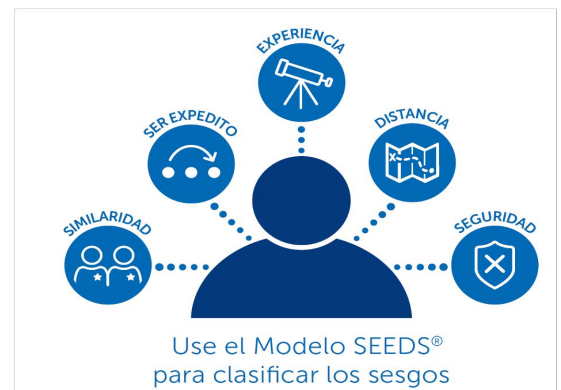 EXPERIENCIA
SER EXPEDITO
DISTANCIA
SIMILARIDAD
SEGURIDAD
X
Use el Modelo SEEDS®
para clasificar los sesgos